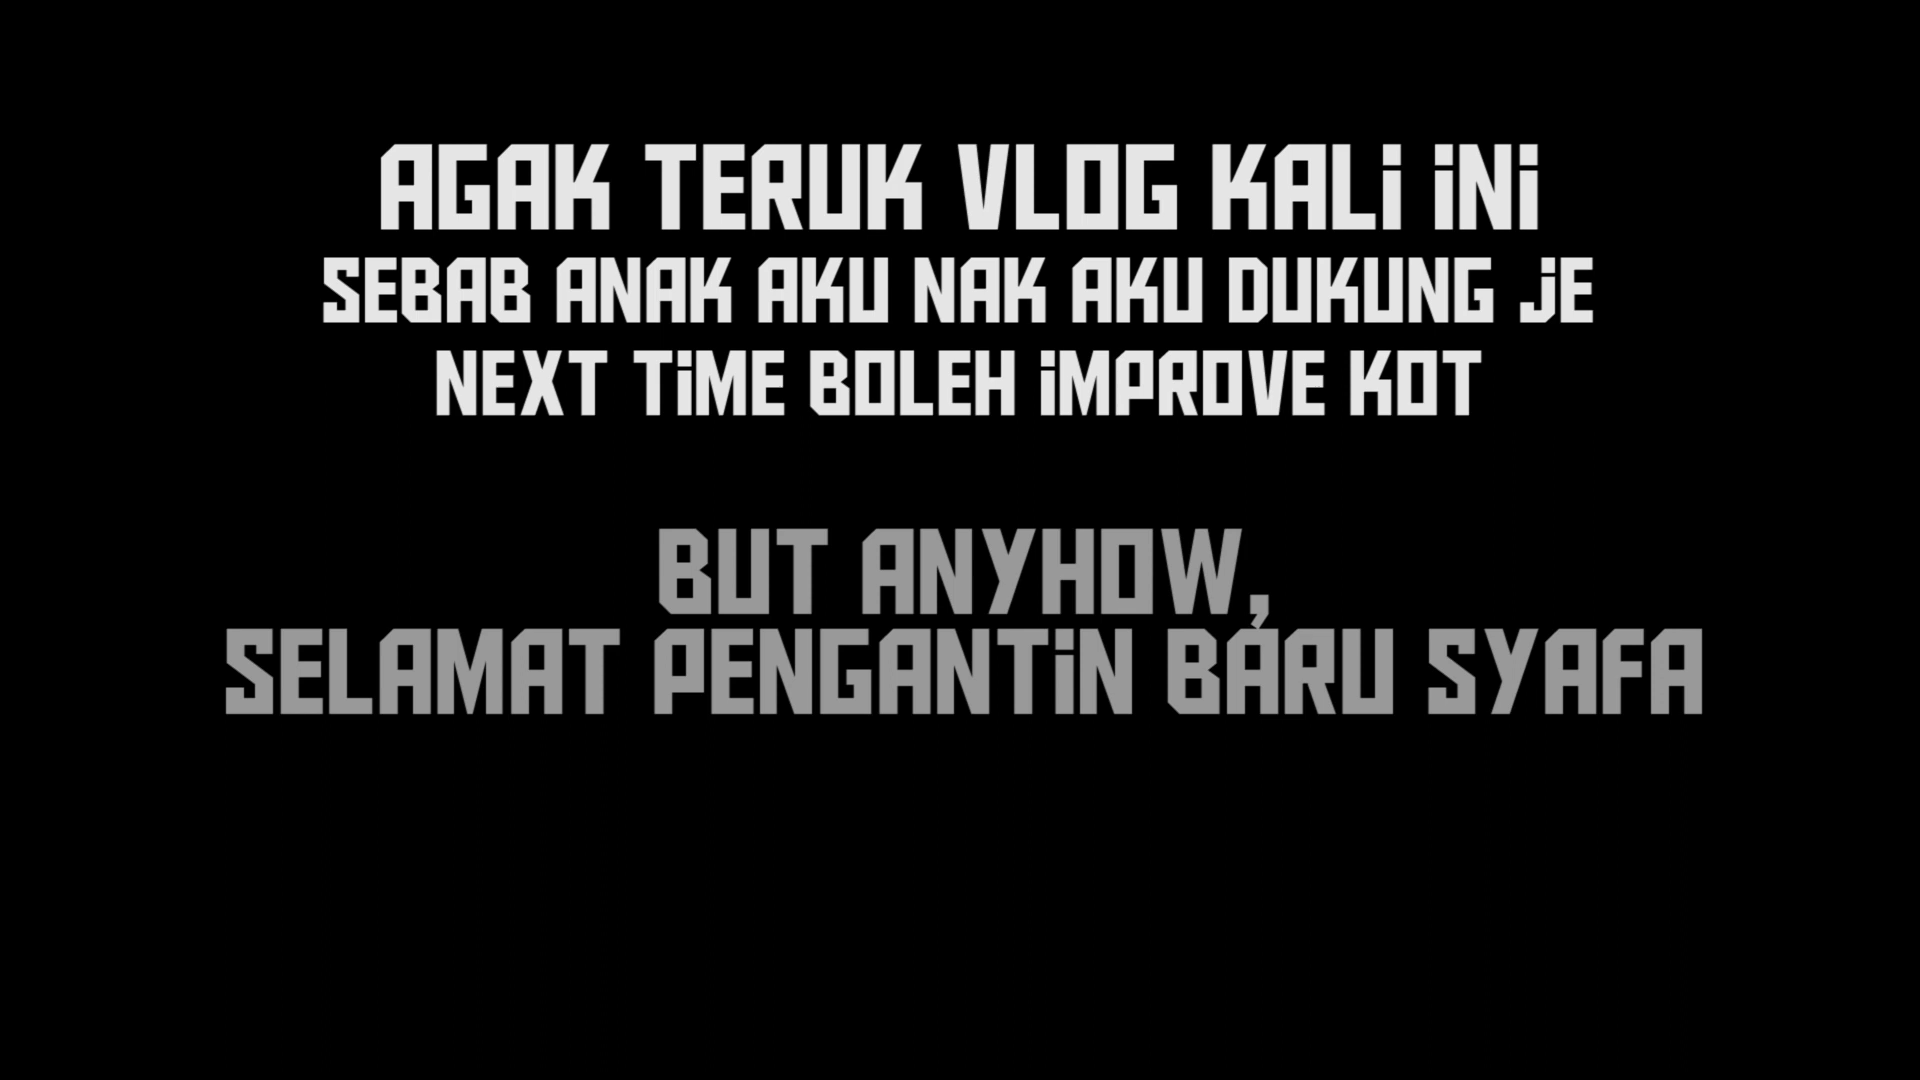 AGAK TERUK VLOG KALi iNi
SEBAB ANAK AKU NAK AKU DUKUNG jE
NEXT TiME BOLEH iMPROVE KOT
BUT ANYHOW,
SELAMAT PENGANTiN BARU SYAFA